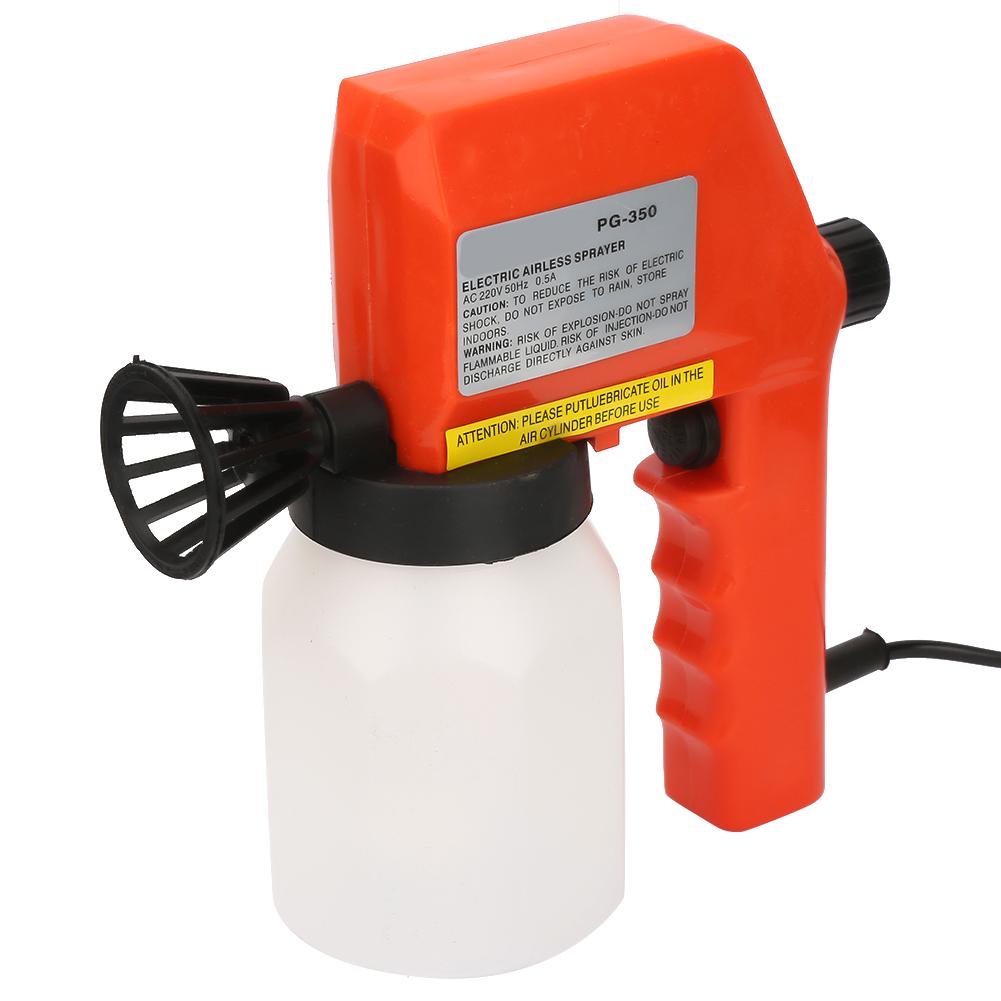 PG-350
ELECTRIC AIRLESS SPRAYER
AC 220V 50Hz 0.5A
CAUTION: TO REDUCE THE RISK OF ELECTRIC
SHOCK, DO NOT EXPOSE TO RAIN, STORE
INDOORS.
WARNING: RISK OF EXPLOSION-DO NOT SPRAY
FLAMMABLE LIQUID. RISK OF INJECTION-DO NOT
DISCHARGE DIRECTLY AGAINST SKIN.
ATTENTION: PLEASE PUTLUEBRICATE OIL IN THE
AIR CYLINDER BEFORE USE